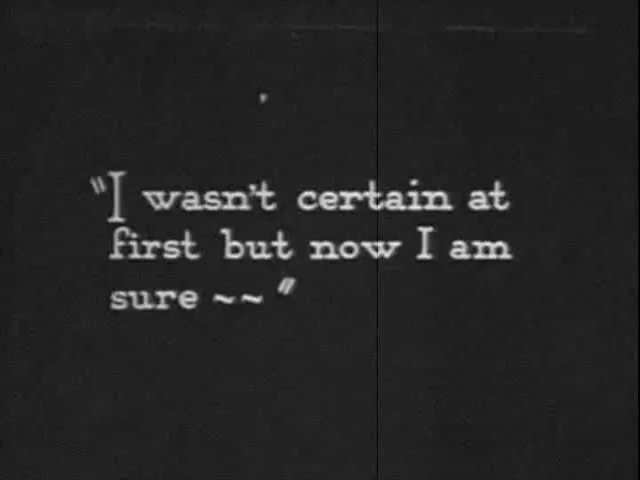 "I wasn't certain at
first but now I am
sure ~~"